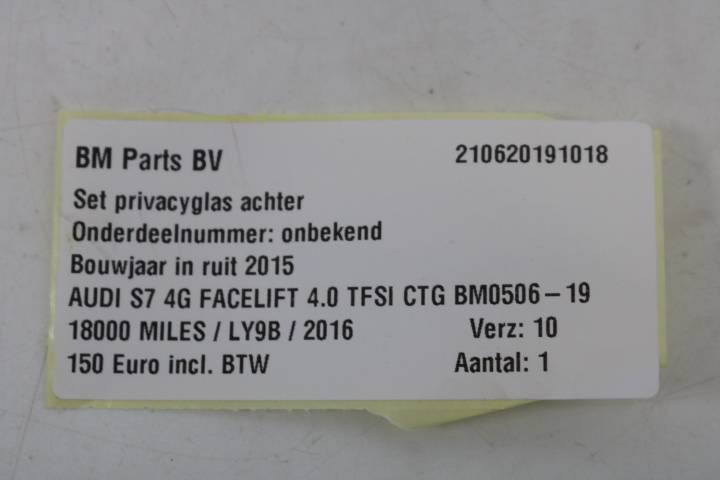 BM Parts BV 210620191018
Set privacyglas achter
Onderdeelnummer: onbekend
Bouwjaar in ruit 2015
AUDI S7 4G FACELIFT 4.0 TFSI CTG BM0506-19
18000 MILES / LY9B / 2016 Verz: 10
150 Euro incl. BTW Aantal: 1